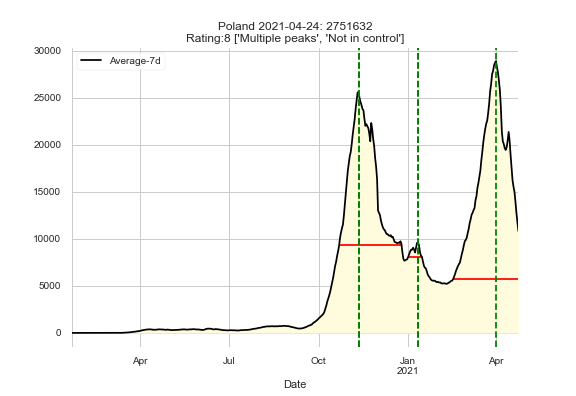 Poland 2021-04-24: 2751632
Rating:8 ['Multiple peaks', 'Not in control']
Average-7d
30000
25000
20000
15000
10000
5000
0
Apr
Jul
Oct
Jan
2021
Apr
Date